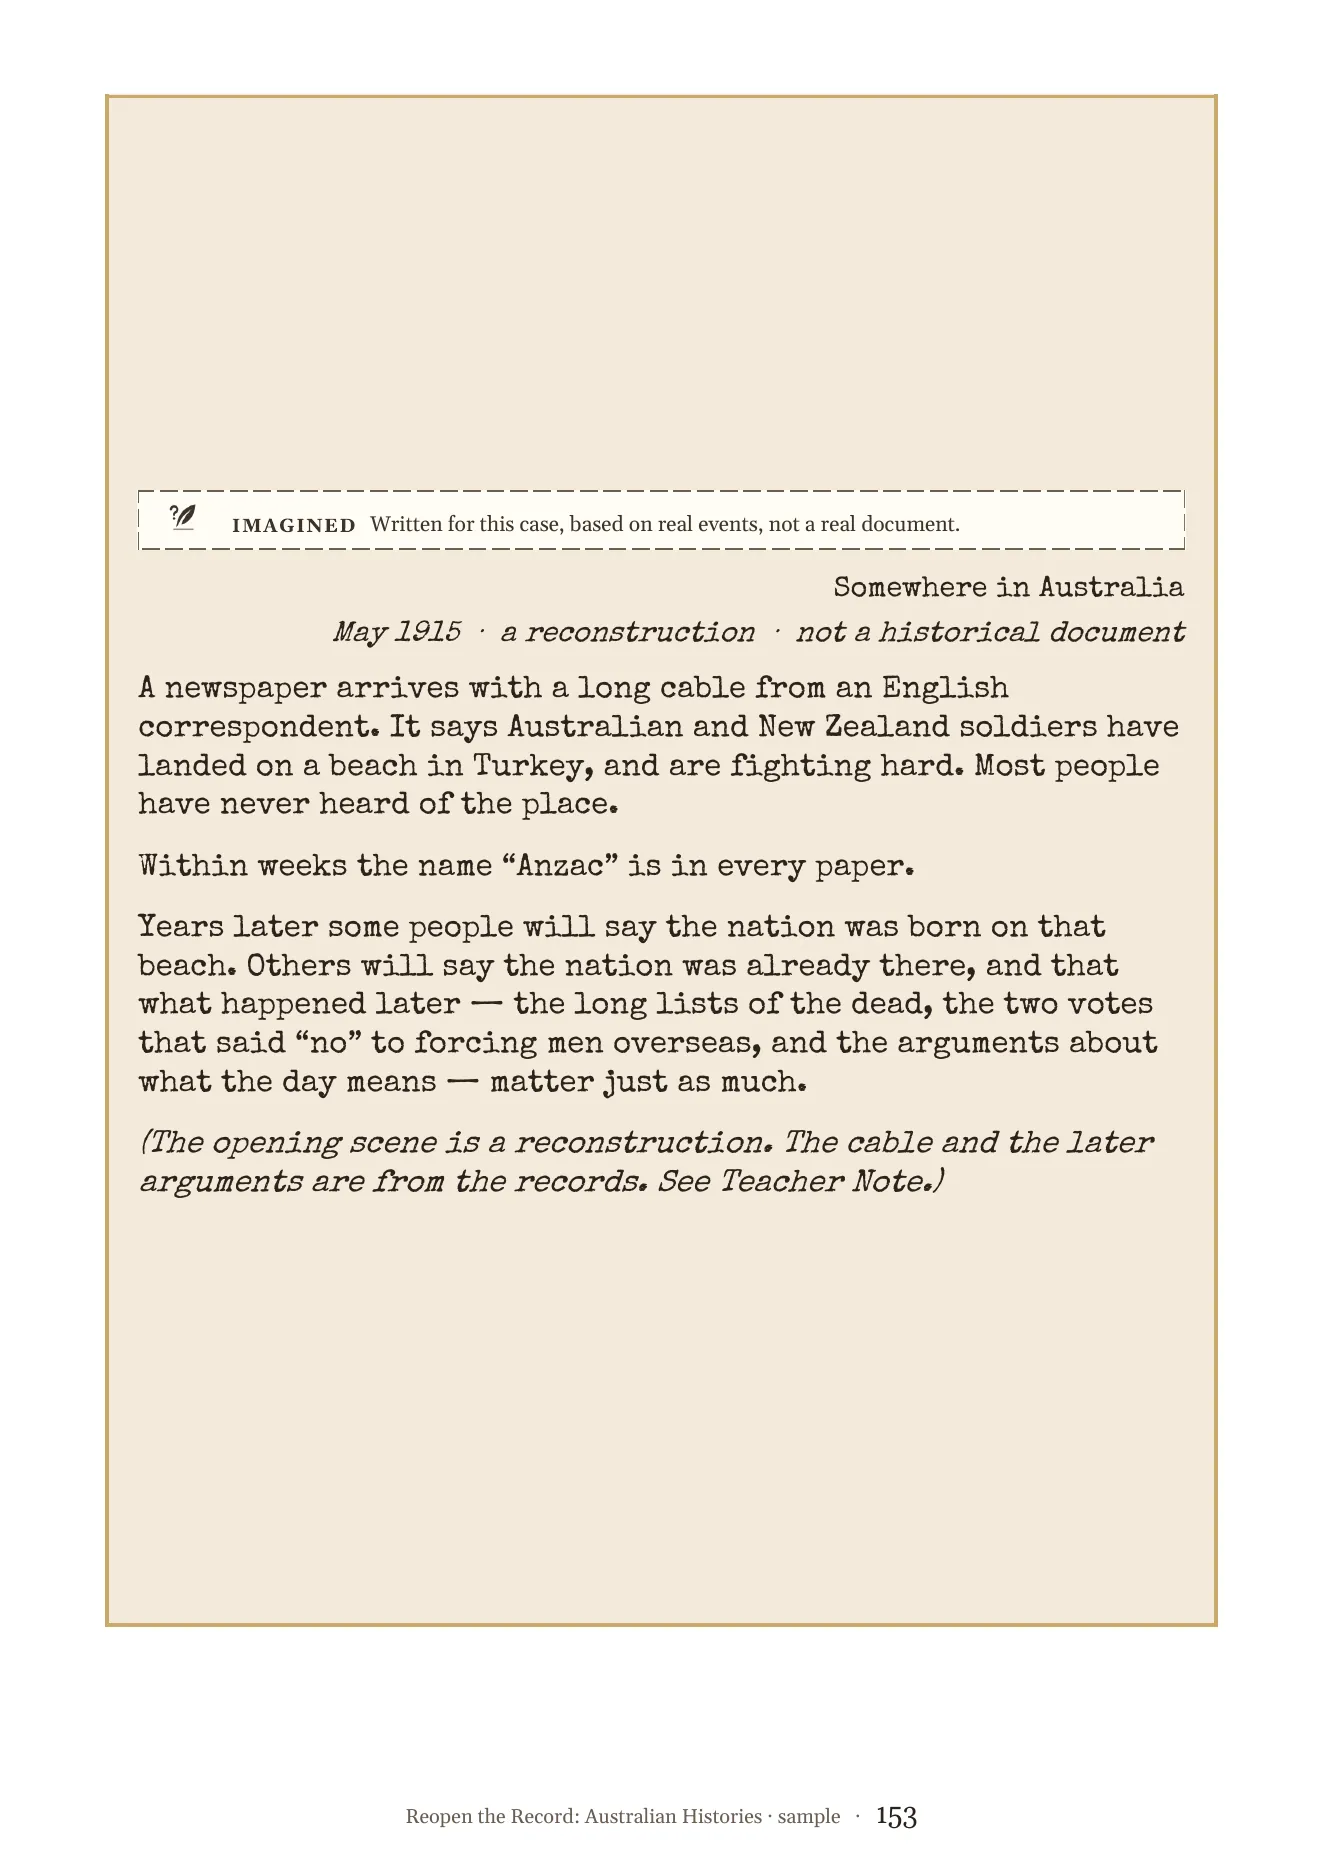 IMAGINED Written for this case, based on real events, not a real document.
Somewhere in Australia
May 1915 · a reconstruction · not a historical document
A newspaper arrives with a long cable from an English
correspondent. It says Australian and New Zealand soldiers have
landed on a beach in Turkey, and are fighting hard. Most people
have never heard of the place.
Within weeks the name “Anzac” is in every paper.
Years later some people will say the nation was born on that
beach. Others will say the nation was already there, and that
what happened later — the long lists of the dead, the two votes
that said “no” to forcing men overseas, and the arguments about
what the day means — matter just as much.
(The opening scene is a reconstruction. The cable and the later
arguments are from the records. See Teacher Note.)
Reopen the Record: Australian Histories · sample · 153